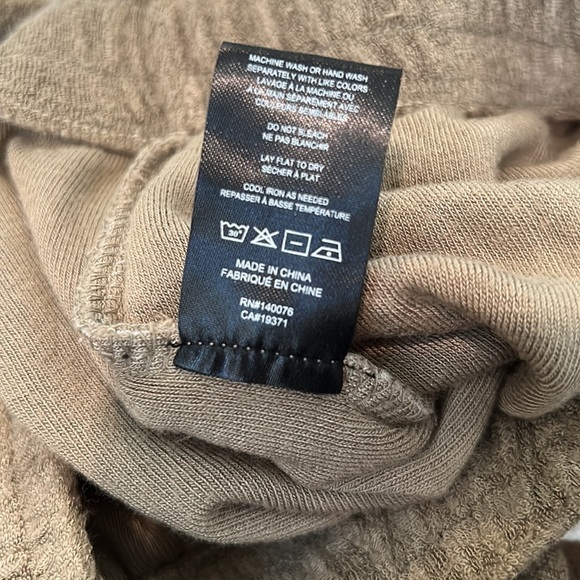 MACHINE WASH OR HAND WASH
SEPARATELY WITH LIKE COLORS
LAVAGE À LA MACHINE OU
À LA MAIN SÉPARÉMENT AVEC
COULEURS SEMBLABLES
DO NOT BLEACH
NE PAS BLANCHIR
LAY FLAT TO DRY
SÉCHER À PLAT
COOL IRON AS NEEDED
REPASSER À BASSE TEMPÉRATURE
30°
MADE IN CHINA
FABRIQUÉ EN CHINE
RN#140076
CA#19371